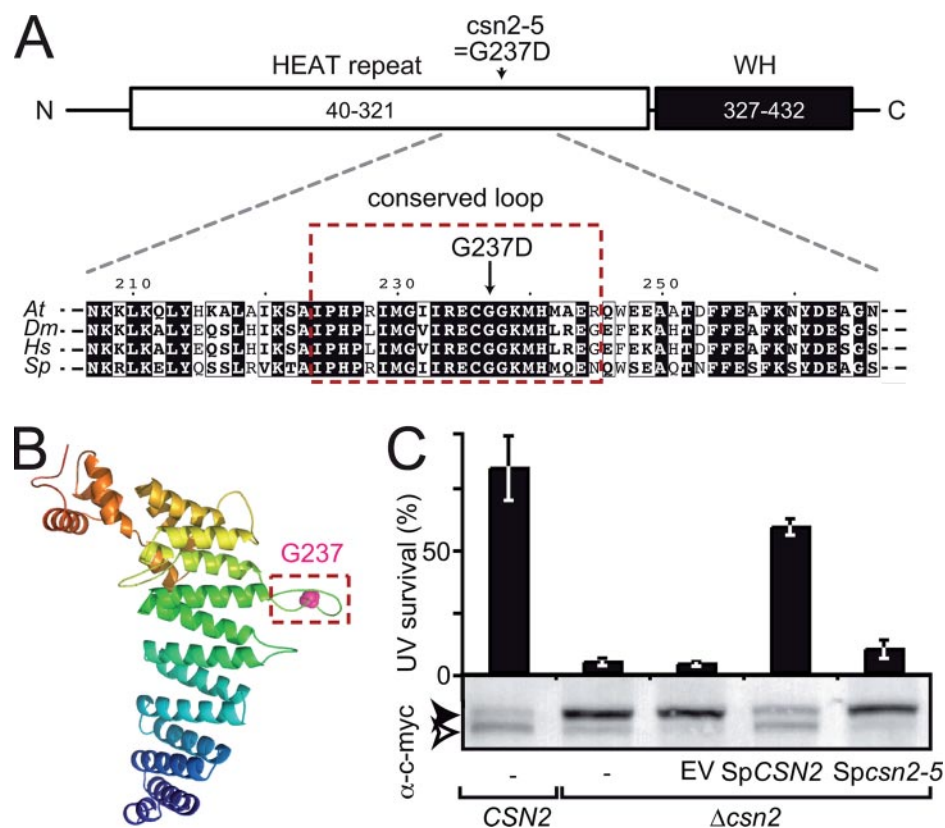 A
csn2-5
=G237D
HEAT repeat
WH
N
40-321
327-432
C
conserved loop
G237D
210 230 250
At NKKLKQLYHKALAIKSAIPHPRIMGIIRECGGKMHMAERQWEEAATDFFEAFKNYDEAGN
Dm NKKLKALYEQSLHIKSAIPHPLIMGVIRECGGKMHLREGEFEKAHTDFFEAFKNYDESGS
Hs NKKLKALYEQSLHIKSAIPHPLIMGVIRECGGKMHLREGEFEKAHTDFFEAFKNYDESGS
Sp NKRLKELYQSSLRVKTAIPHPRIMGIIRECGGKMHMQENQWSEAQTNFFESFKNYDEAGS
B
G237
C
UV survival (%)
50
0
α-c-myc
- - EV SpCSN2 Spcsn2-5
CSN2 Δcsn2